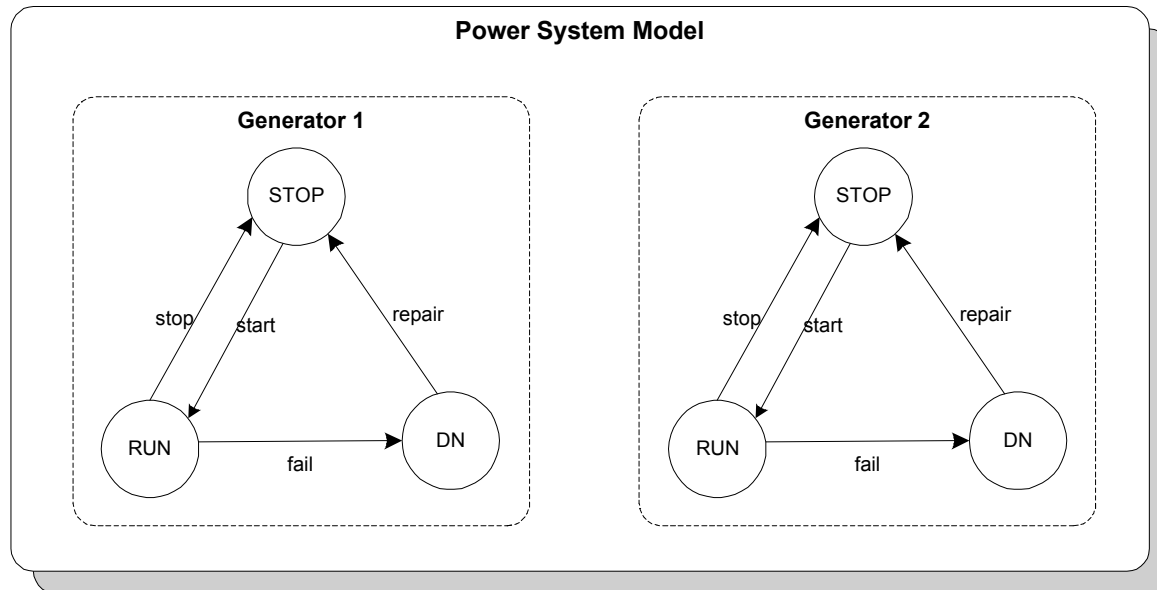 Power System Model
Generator 1
STOP
stop
start
repair
RUN
DN
fail
Generator 2
STOP
stop
start
repair
RUN
DN
fail